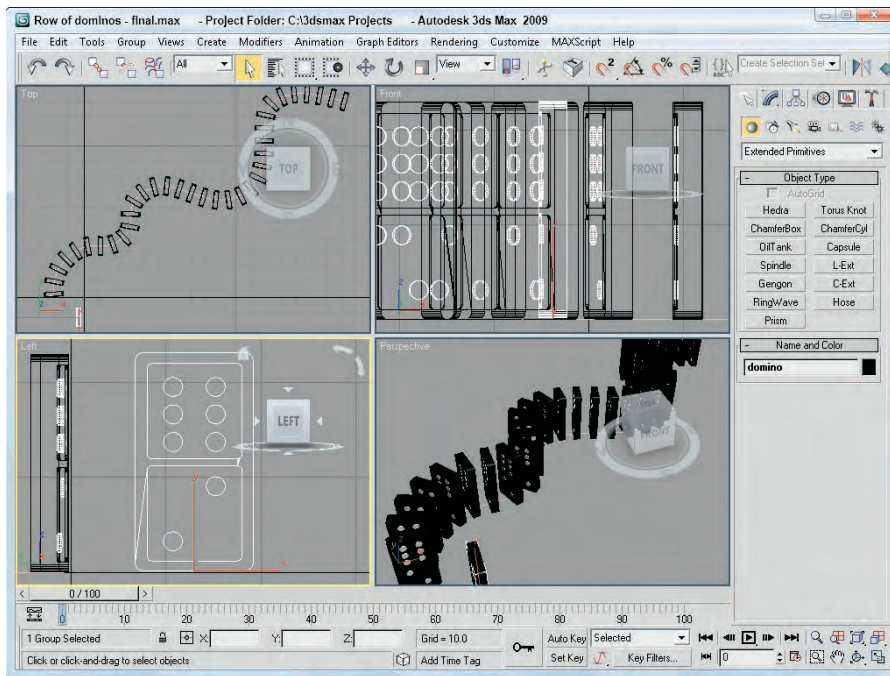 Row of dominos - final.max - Project Folder: C:\3dsmax Projects - Autodesk 3ds Max 2009
File Edit Tools Group Views Create Modifiers Animation Graph Editors Rendering Customize MAXScript Help
All View ABC Create Selection Set
Top
TOP
Front
FRONT
Extended Primitives
- Object Type
AutoGrid
Hedra Torus Knot
ChamferBox ChamferCyl
OilTank Capsule
Spindle L-Ext
Gengon C-Ext
RingWave Hose
Prism
- Name and Color
domino
Left
LEFT
Perspective
FRONT
z x
z x
y x
< 0 / 100 >
0 10 20 30 40 50 60 70 80 90 100
1 Group Selected X: Y: Z: Grid = 10.0 Auto Key Selected
Click or click-and-drag to select objects Add Time Tag Set Key Key Filters... 0